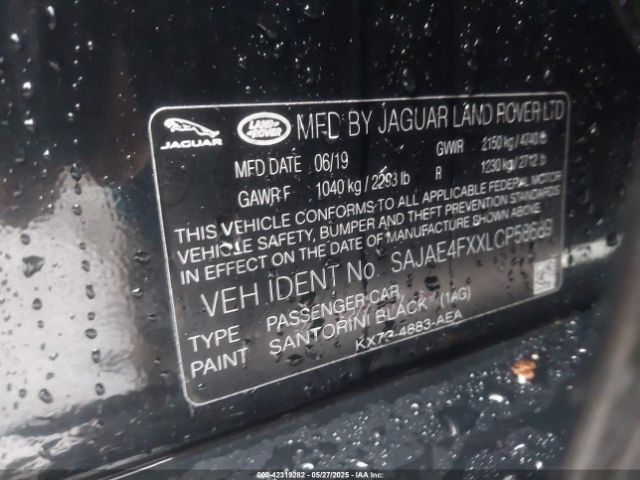 JAGUAR
LAND ROVER
MFD BY JAGUAR LAND ROVER LTD
MFD DATE 06/19 GVWR 2150 kg / 4740 lb
GAWR F 1040 kg / 2293 lb R 1230 kg / 2712 lb
THIS VEHICLE CONFORMS TO ALL APPLICABLE FEDERAL MOTOR
VEHICLE SAFETY, BUMPER AND THEFT PREVENTION STANDARDS
IN EFFECT ON THE DATE OF MANUFACTURE SHOWN ABOVE
VEH IDENT No. SAJAE4FXXLCP58689
TYPE PASSENGER CAR
PAINT SANTORINI BLACK (1AG)
KX73-4883-AEA
000-42319282 - 05/27/2025 - IAAI.COM